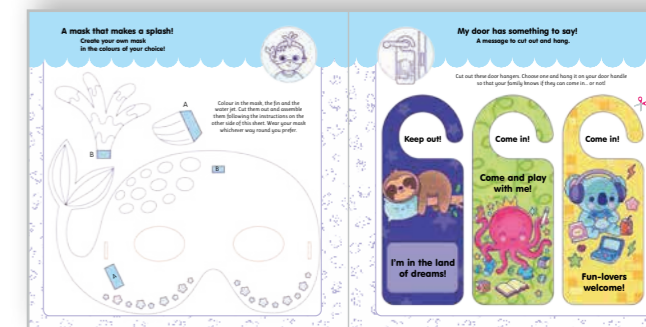 A mask that makes a splash!
Create your own mask
in the colours of your choice!
A
Colour in the mask, the fin and the
water jet. Cut them out and assemble
them following the instructions on the
other side of this sheet. Wear your mask
whichever way round you prefer.
B
B
A
My door has something to say!
A message to cut out and hang.
Cut out these door hangers. Choose one and hang it on your door handle
so that your family knows if they can come in... or not!
Keep out!
I'm in the land
of dreams!
Come in!
Come and play
with me!
Come in!
Fun-lovers
welcome!